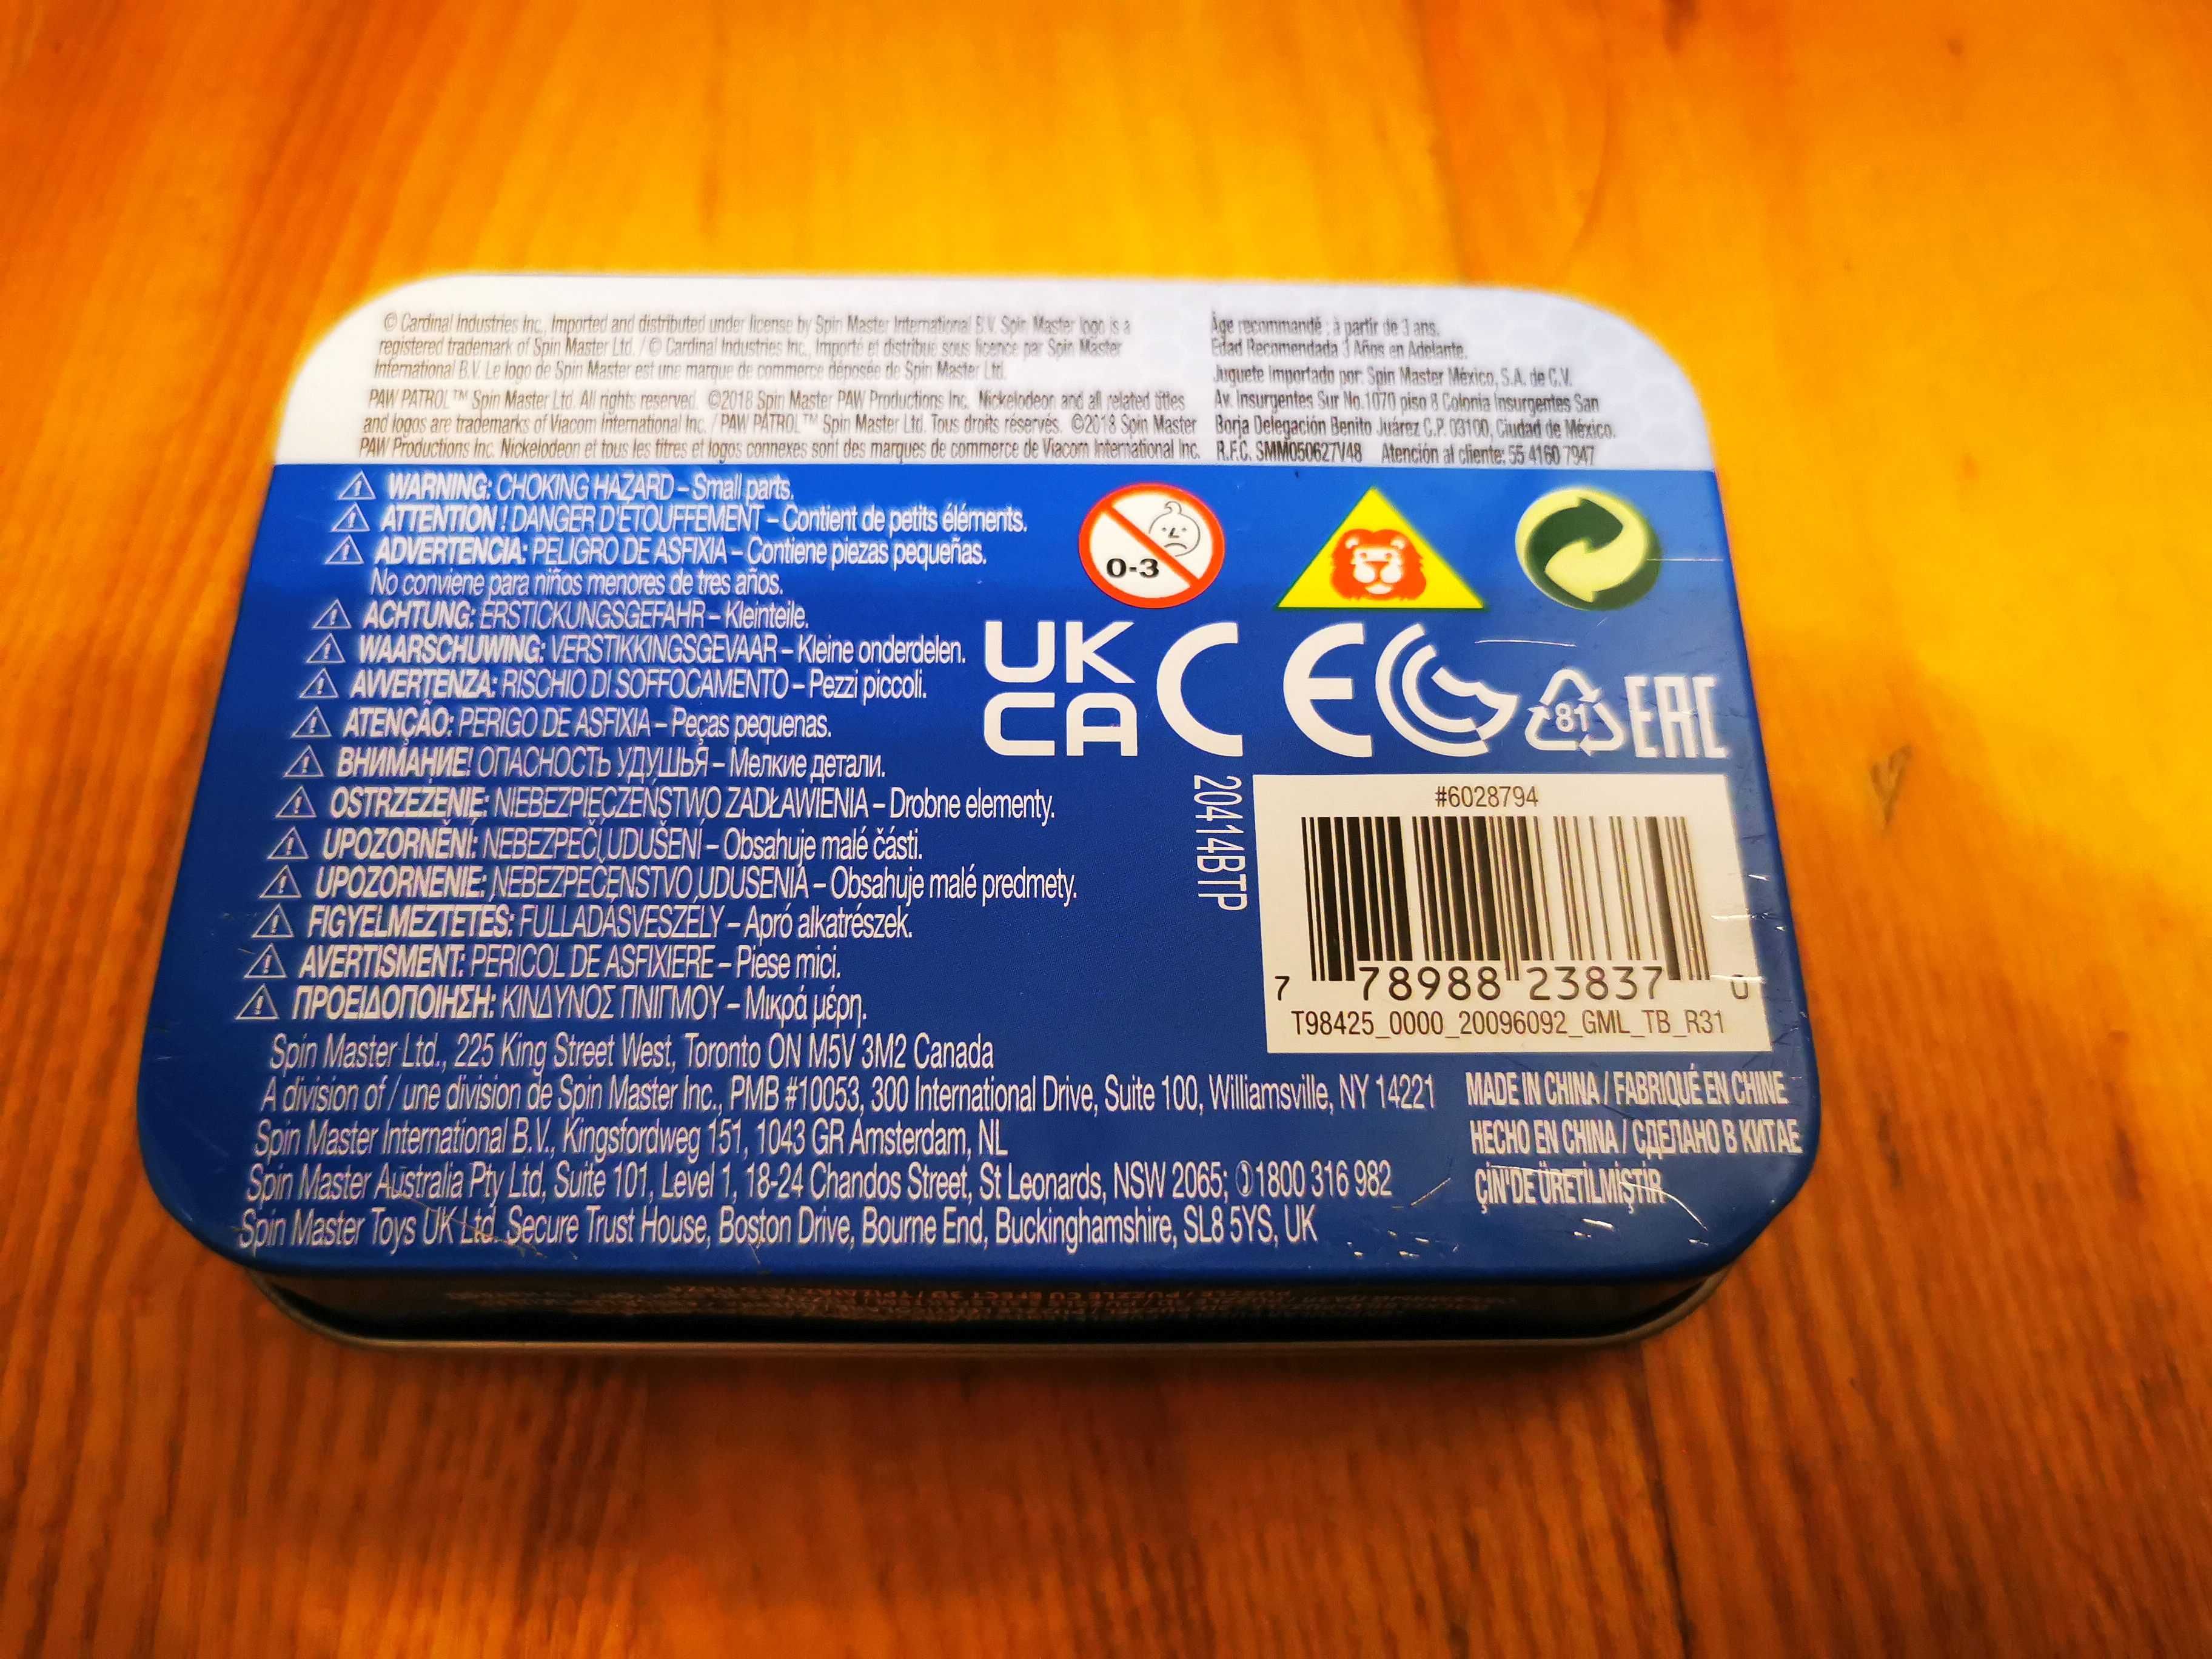 © Cardinal Industries Inc., Imported and distributed under license by Spin Master International B.V. Spin Master logo is a
registered trademark of Spin Master Ltd. / © Cardinal Industries Inc., Importé et distribué sous licence par Spin Master
International B.V. Le logo de Spin Master est une marque de commerce déposée de Spin Master Ltd.
PAW PATROL™ Spin Master Ltd. All rights reserved. ©2018 Spin Master PAW Productions Inc. Nickelodeon and all related titles
and logos are trademarks of Viacom International Inc. / PAW PATROL™ Spin Master Ltd. Tous droits réservés. ©2018 Spin Master
PAW Productions Inc. Nickelodeon et tous les titres et logos connexes sont des marques de commerce de Viacom International Inc.
Âge recommandé : à partir de 3 ans.
Edad Recomendada 3 Años en Adelante.
Juguete Importado por: Spin Master México, S.A. de C.V.
Av. Insurgentes Sur No.1070 piso 8 Colonia Insurgentes San
Borja Delegación Benito Juárez C.P. 03100, Ciudad de México.
R.F.C. SMM050627V48 Atención al cliente: 55 4160 7947
WARNING: CHOKING HAZARD – Small parts.
ATTENTION ! DANGER D'ÉTOUFFEMENT – Contient de petits éléments.
ADVERTENCIA: PELIGRO DE ASFIXIA – Contiene piezas pequeñas.
No conviene para niños menores de tres años.
ACHTUNG: ERSTICKUNGSGEFAHR – Kleinteile.
WAARSCHUWING: VERSTIKKINGSGEVAAR – Kleine onderdelen.
AVVERTENZA: RISCHIO DI SOFFOCAMENTO – Pezzi piccoli.
ATENÇÃO: PERIGO DE ASFIXIA – Peças pequenas.
ВНИМАНИЕ! ОПАСНОСТЬ УДУШЬЯ – Мелкие детали.
OSTRZEŻENIE: NIEBEZPIECZEŃSTWO ZADŁAWIENIA – Drobne elementy.
UPOZORNĚNÍ: NEBEZPEČÍ UDUŠENÍ – Obsahuje malé části.
UPOZORNENIE: NEBEZPEČENSTVO UDUSENIA – Obsahuje malé predmety.
FIGYELMEZTETÉS: FULLADÁSVESZÉLY – Apró alkatrészek.
AVERTISMENT: PERICOL DE ASFIXIERE – Piese mici.
ΠΡΟΕΙΔΟΠΟΙΗΣΗ: ΚΙΝΔΥΝΟΣ ΠΝΙΓΜΟΥ – Μικρά μέρη.
0-3
UK
CA
CE
81
EAC
20414BTP
#6028794
7 78988 23837 0
T98425_0000_20096092_GML_TB_R31
Spin Master Ltd., 225 King Street West, Toronto ON M5V 3M2 Canada
A division of / une division de Spin Master Inc., PMB #10053, 300 International Drive, Suite 100, Williamsville, NY 14221
Spin Master International B.V., Kingsfordweg 151, 1043 GR Amsterdam, NL
Spin Master Australia Pty Ltd, Suite 101, Level 1, 18-24 Chandos Street, St Leonards, NSW 2065; ✆1800 316 982
Spin Master Toys UK Ltd. Secure Trust House, Boston Drive, Bourne End, Buckinghamshire, SL8 5YS, UK
MADE IN CHINA / FABRIQUÉ EN CHINE
HECHO EN CHINA / СДЕЛАНО В КИТАЕ
ÇİN'DE ÜRETİLMİŞTİR